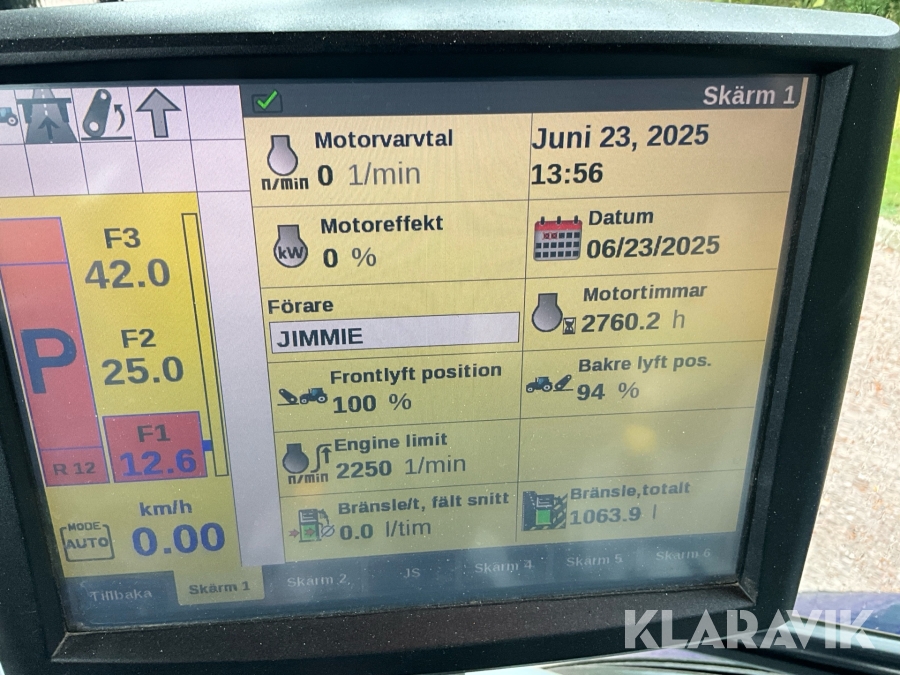 Skärm 1
Motorvarvtal
n/min 0 1/min
Juni 23, 2025
13:56
Motoreffekt
kW 0 %
Datum
06/23/2025
Förare
JIMMIE
Motortimmar
2760.2 h
Frontlyft position
100 %
Bakre lyft pos.
94 %
Engine limit
n/min 2250 1/min
Bränsle/t, fält snitt
0.0 l/tim
Bränsle,totalt
1063.9 l
F3
42.0
P
F2
25.0
F1
R 12 12.6
km/h
MODE
AUTO 0.00
Tillbaka Skärm 1 Skärm 2 JS Skärm 4 Skärm 5 Skärm 6
KLARAVIK